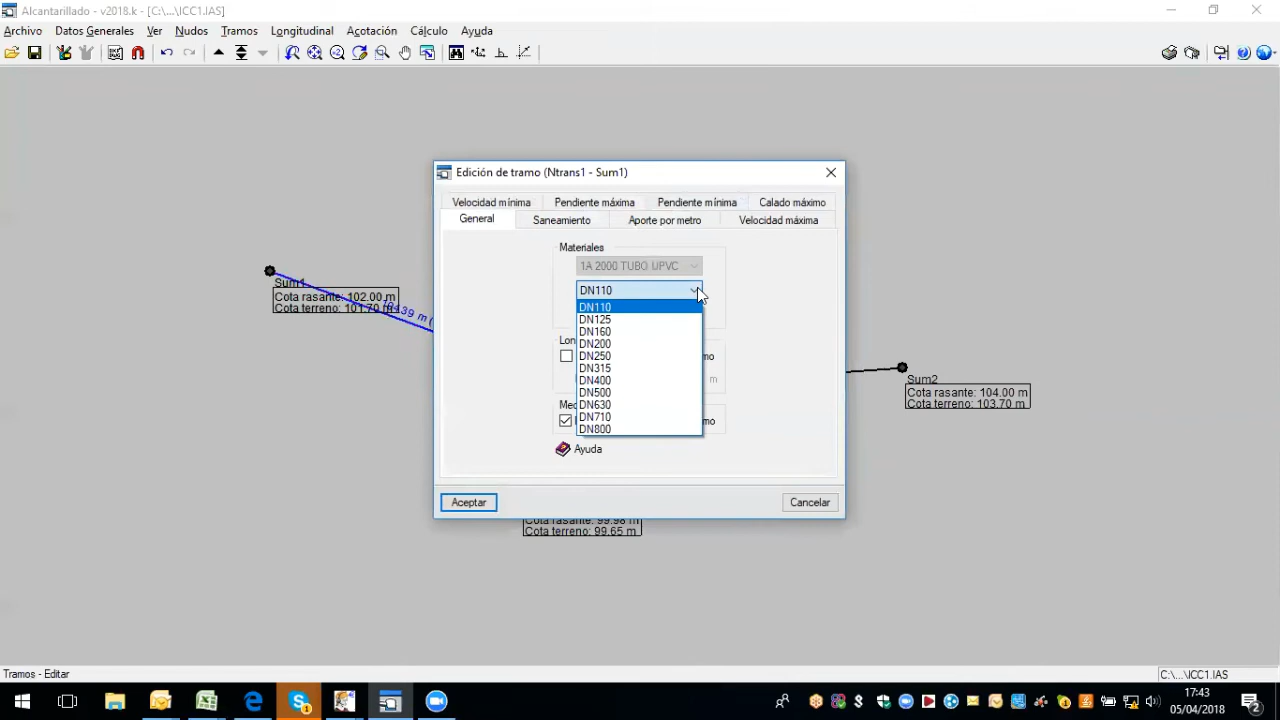 Alcantarillado - v2018.k - [C:\...\ICC1.IAS]
Archivo Datos Generales Ver Nudos Tramos Longitudinal Acotación Cálculo Ayuda
Edición de tramo (Ntrans1 - Sum1)
Velocidad mínima Pendiente máxima Pendiente mínima Calado máximo
General Saneamiento Aporte por metro Velocidad máxima
Materiales
1A 2000 TUBO UPVC
DN110
DN110
DN125
DN160
DN200
DN250
DN315
DN400
DN500
DN630
DN710
DN800
m
Ayuda
Aceptar Cancelar
Sum1
Cota rasante: 102.00 m
Cota terreno: 101.70 m
Sum2
Cota rasante: 104.00 m
Cota terreno: 103.70 m
Cota rasante: 99.98 m
Cota terreno: 99.65 m
Tramos - Editar
C:\...\ICC1.IAS
17:43
05/04/2018